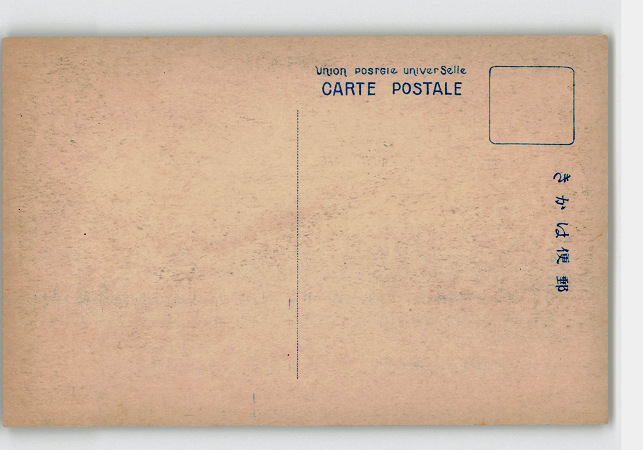 UNION POSTALE UNIVERSELLE
CARTE POSTALE
郵便はかき